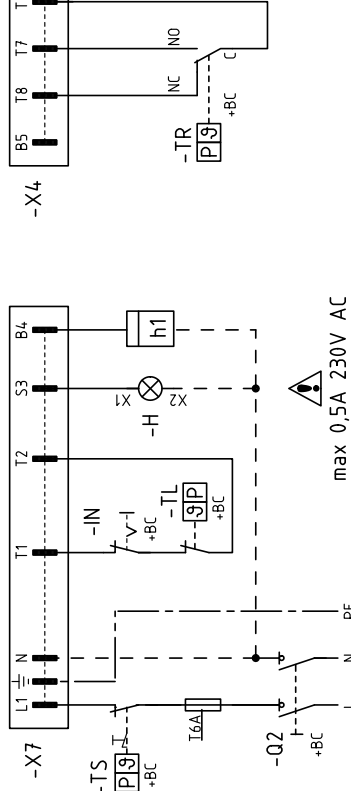 T
T7
T8
B5
-X4
NO
NC
C
-TR
P ϑ
+BC
B4
S3
T2
T1
N
L1
-X7
h1
X1
X2
-H
-IN
+BC
-TL
ϑ P
+BC
max 0,5A 230V AC
T6A
-TS
P ϑ
+BC
-Q2
+BC
PE
N
L